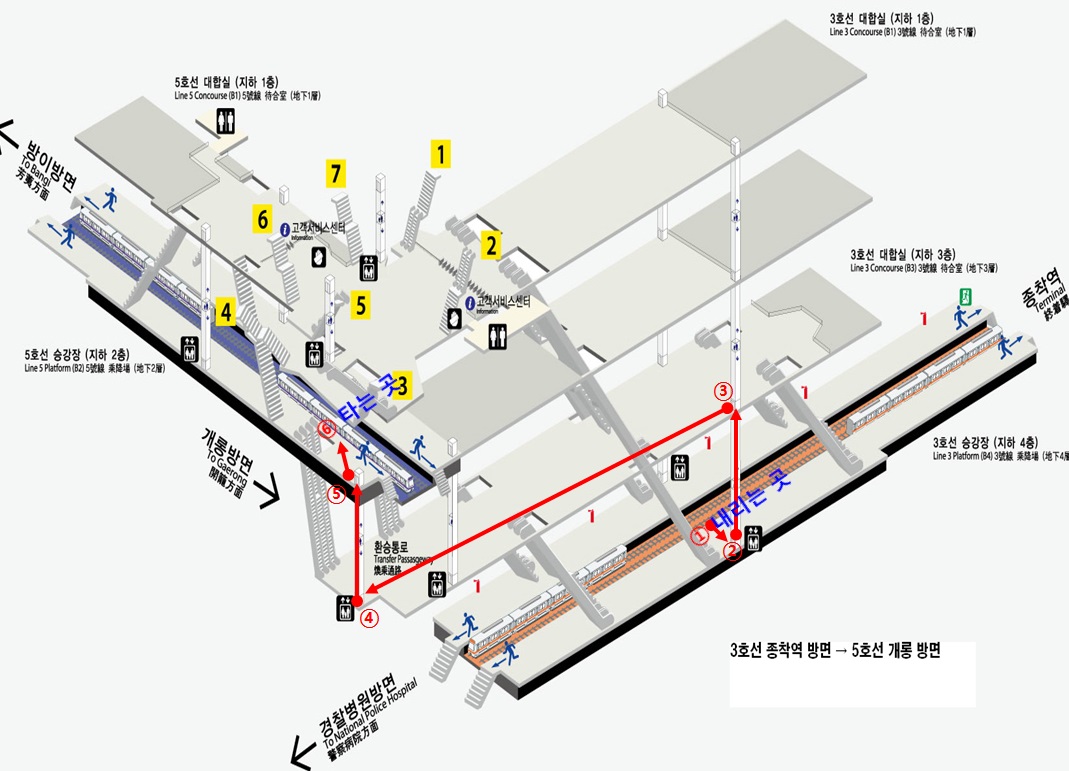 3호선 대합실 (지하 1층)
Line 3 Concourse (B1) 3號線 待合室 (地下1層)
5호선 대합실 (지하 1층)
Line 5 Concourse (B1) 5號線 待合室 (地下1層)
방이방면
To Bangi
芳荑方面
1
7
6
고객서비스센터
Information
2
3호선 대합실 (지하 3층)
Line 3 Concourse (B3) 3號線 待合室 (地下3層)
종착역
Terminal
終着驛
고객서비스센터
Information
5
4
5호선 승강장 (지하 2층)
Line 5 Platform (B2) 5號線 乘降場 (地下2層)
3
타는 곳
⑥
③
개롱방면
To Gaerong
開籠方面
⑤
3호선 승강장 (지하 4층)
Line 3 Platform (B4) 3號線 乘降場 (地下4層
내리는 곳
①
②
환승통로
Transfer Passageway
換乘通路
④
3호선 종착역 방면 → 5호선 개롱 방면
경찰병원방면
To National Police Hospital
警察病院方面